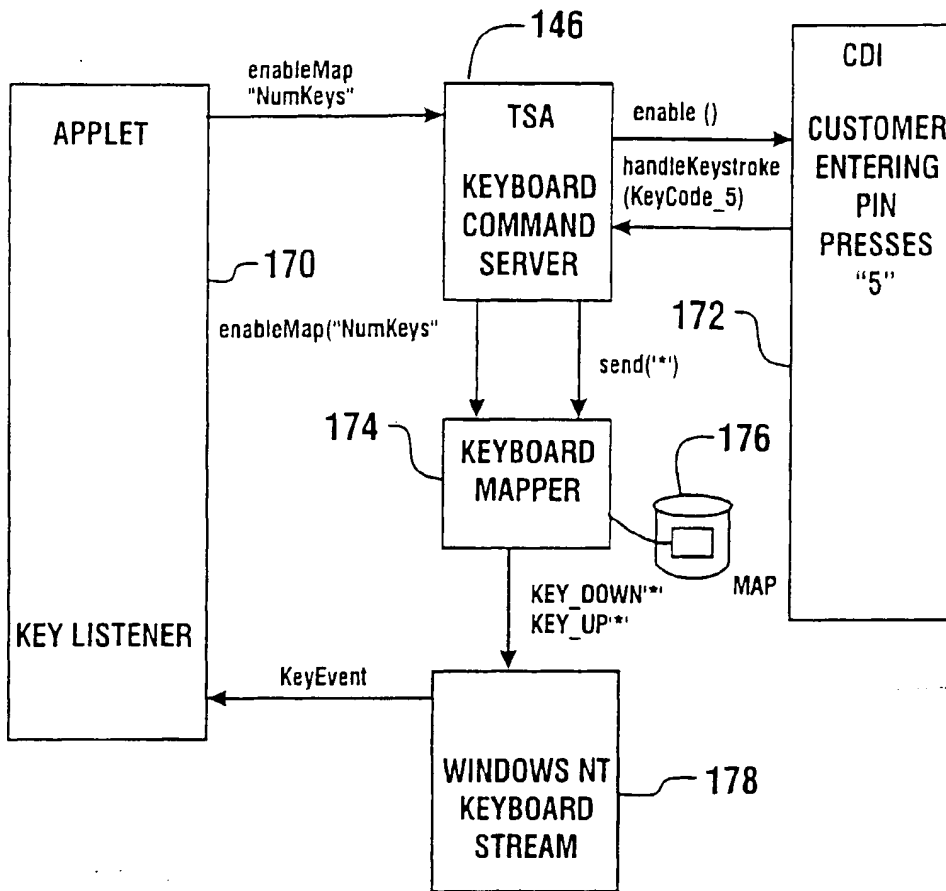 146
enableMap
"NumKeys"
APPLET
TSA
KEYBOARD
COMMAND
SERVER
enable ()
handleKeystroke
(KeyCode_5)
CDI
CUSTOMER
ENTERING
PIN
PRESSES
"5"
170
172
enableMap("NumKeys"
send('*')
174
KEYBOARD
MAPPER
176
MAP
KEY_DOWN'*'
KEY_UP'*'
KEY LISTENER
KeyEvent
WINDOWS NT
KEYBOARD
STREAM
178